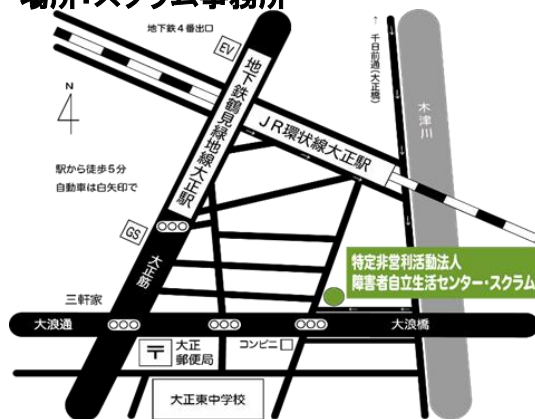 場所・スクラム事務所
地下鉄4番出口
EV
↑千日前通(大正橋)
N
地下鉄鶴見緑地線大正駅
JR環状線大正駅
木津川
駅から徒歩5分
自動車は白矢印で
GS
大正筋
特定非営利活動法人
障害者自立生活センター・スクラム
三軒家
大浪通
大浪橋
〒
大正
郵便局
コンビニ
大正東中学校